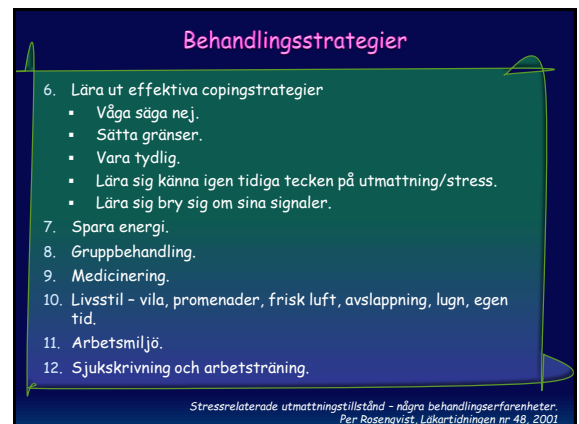 Behandlingsstrategier
6. Lära ut effektiva copingstrategier
▪ Våga säga nej.
▪ Sätta gränser.
▪ Vara tydlig.
▪ Lära sig känna igen tidiga tecken på utmattning/stress.
▪ Lära sig bry sig om sina signaler.
7. Spara energi.
8. Gruppbehandling.
9. Medicinering.
10. Livsstil – vila, promenader, frisk luft, avslappning, lugn, egen
tid.
11. Arbetsmiljö.
12. Sjukskrivning och arbetsträning.
Stressrelaterade utmattningstillstånd – några behandlingserfarenheter.
Per Rosenqvist, Läkartidningen nr 48, 2001